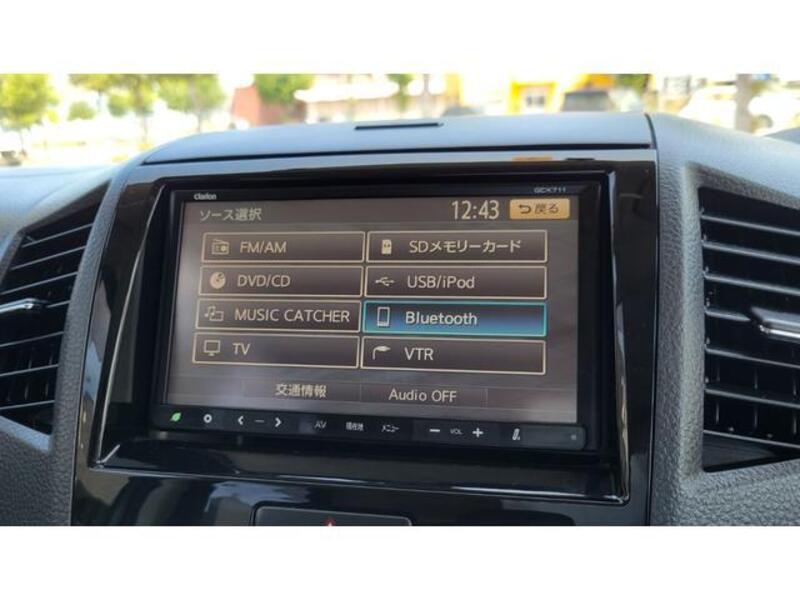 Clarion
GCX711
ソース選択
12:43
戻る
FM/AM
SDメモリーカード
DVD/CD
USB/iPod
MUSIC CATCHER
Bluetooth
TV
VTR
交通情報
Audio OFF
AV
現在地
メニュー
VOL